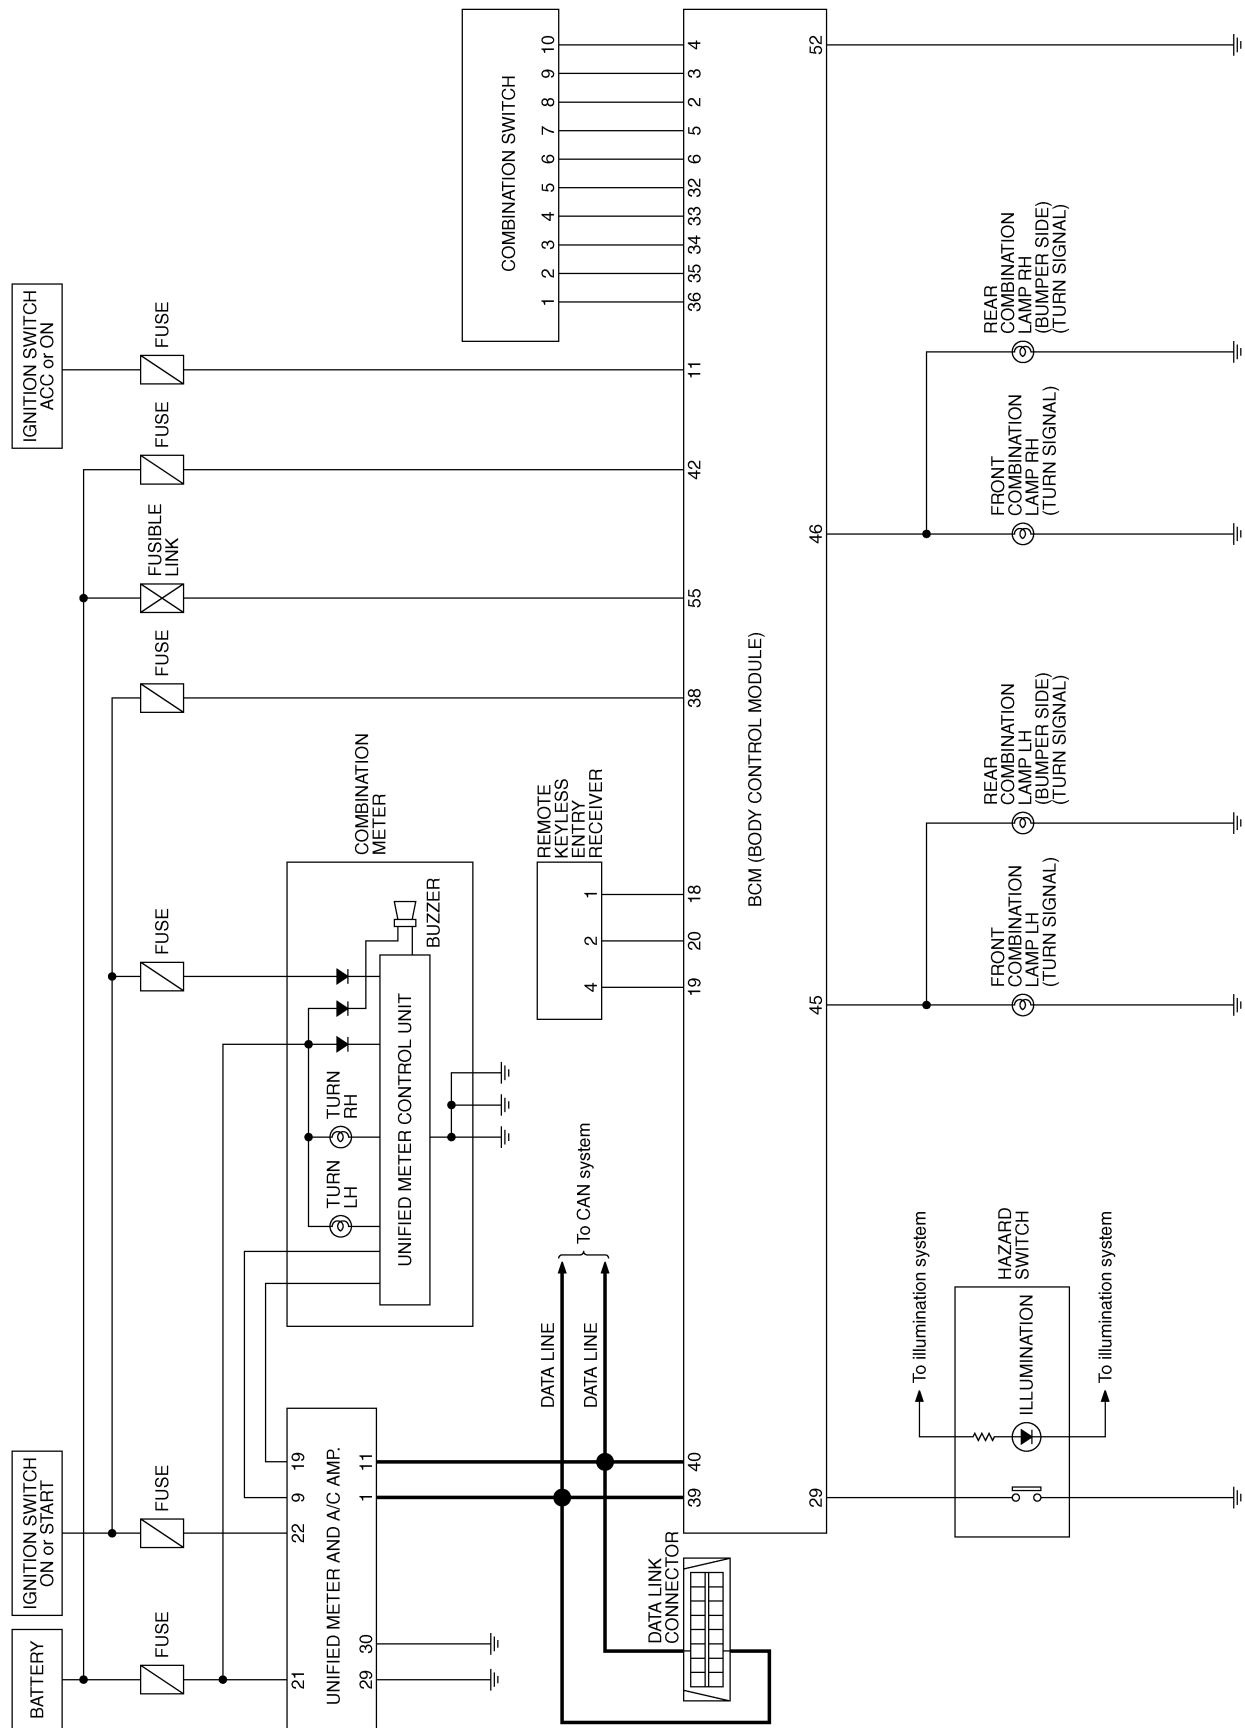 BATTERY
IGNITION SWITCH
ON or START
IGNITION SWITCH
ACC or ON
FUSE
FUSE
FUSE
FUSE
FUSIBLE
LINK
FUSE
FUSE
21
22
9
19
UNIFIED METER AND A/C AMP.
29
30
1
11
COMBINATION
METER
TURN
LH
TURN
RH
BUZZER
UNIFIED METER CONTROL UNIT
DATA LINE
DATA LINE
To CAN system
REMOTE
KEYLESS
ENTRY
RECEIVER
4
2
1
COMBINATION SWITCH
1
2
3
4
5
6
7
8
9
10
DATA LINK
CONNECTOR
39
40
19
20
18
38
55
42
11
36
35
34
33
32
6
5
2
3
4
BCM (BODY CONTROL MODULE)
29
45
46
52
To illumination system
HAZARD
SWITCH
ILLUMINATION
To illumination system
FRONT
COMBINATION
LAMP LH
(TURN SIGNAL)
REAR
COMBINATION
LAMP LH
(BUMPER SIDE)
(TURN SIGNAL)
FRONT
COMBINATION
LAMP RH
(TURN SIGNAL)
REAR
COMBINATION
LAMP RH
(BUMPER SIDE)
(TURN SIGNAL)